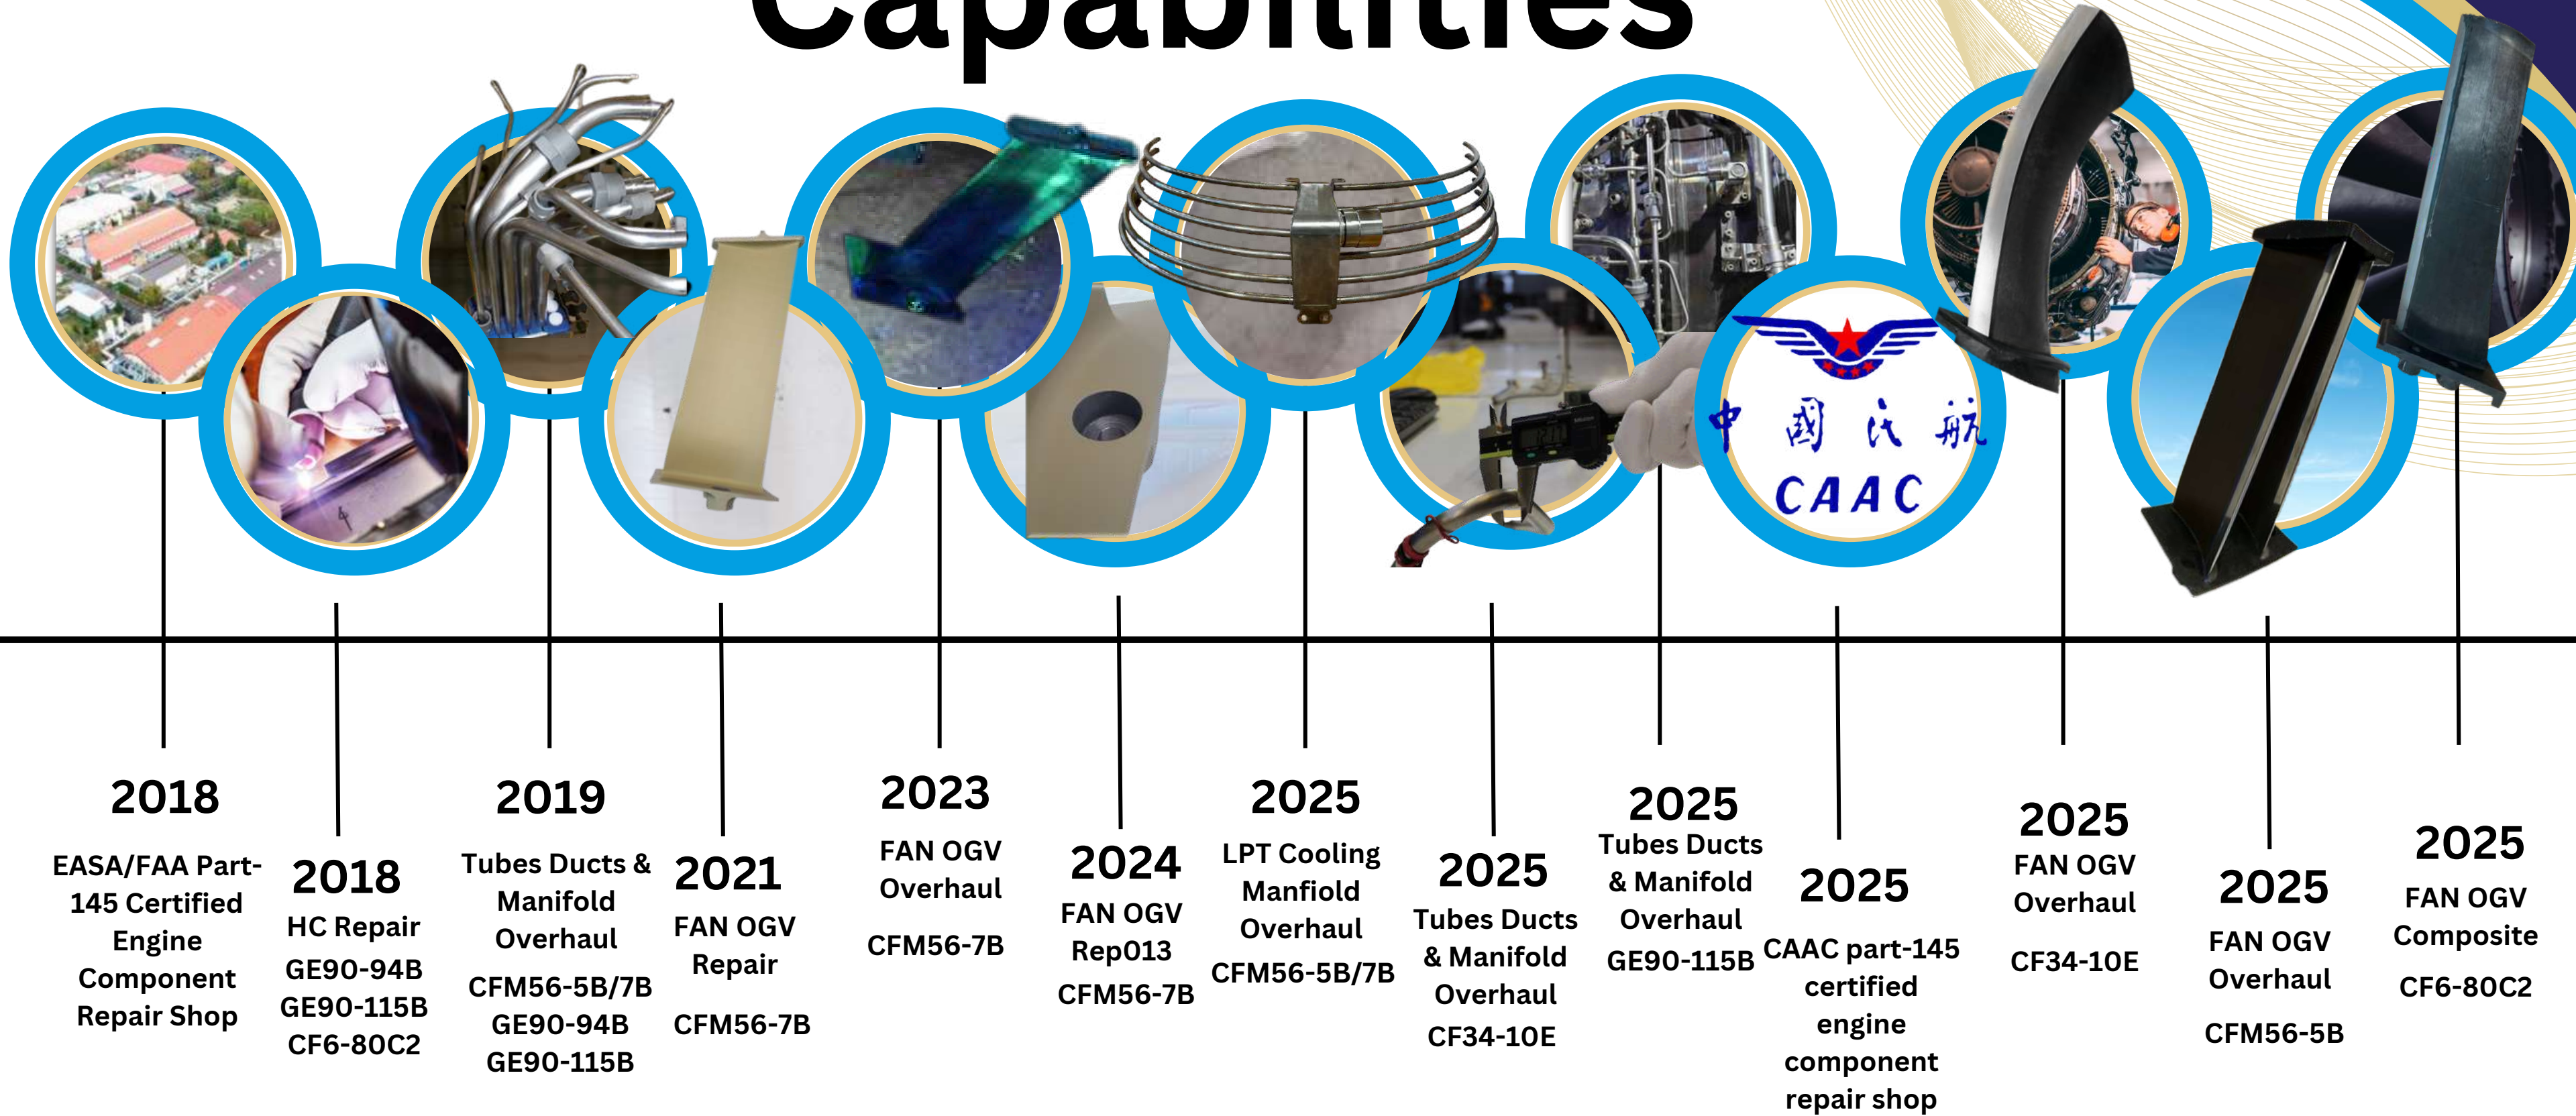 Capabilities
中國民航
CAAC
2018
EASA/FAA Part-
145 Certified
Engine
Component
Repair Shop
2018
HC Repair
GE90-94B
GE90-115B
CF6-80C2
2019
Tubes Ducts &
Manifold
Overhaul
CFM56-5B/7B
GE90-94B
GE90-115B
2021
FAN OGV
Repair
CFM56-7B
2023
FAN OGV
Overhaul
CFM56-7B
2024
FAN OGV
Rep013
CFM56-7B
2025
LPT Cooling
Manfiold
Overhaul
CFM56-5B/7B
2025
Tubes Ducts
& Manifold
Overhaul
CF34-10E
2025
Tubes Ducts
& Manifold
Overhaul
GE90-115B
2025
CAAC part-145
certified
engine
component
repair shop
2025
FAN OGV
Overhaul
CF34-10E
2025
FAN OGV
Overhaul
CFM56-5B
2025
FAN OGV
Composite
CF6-80C2